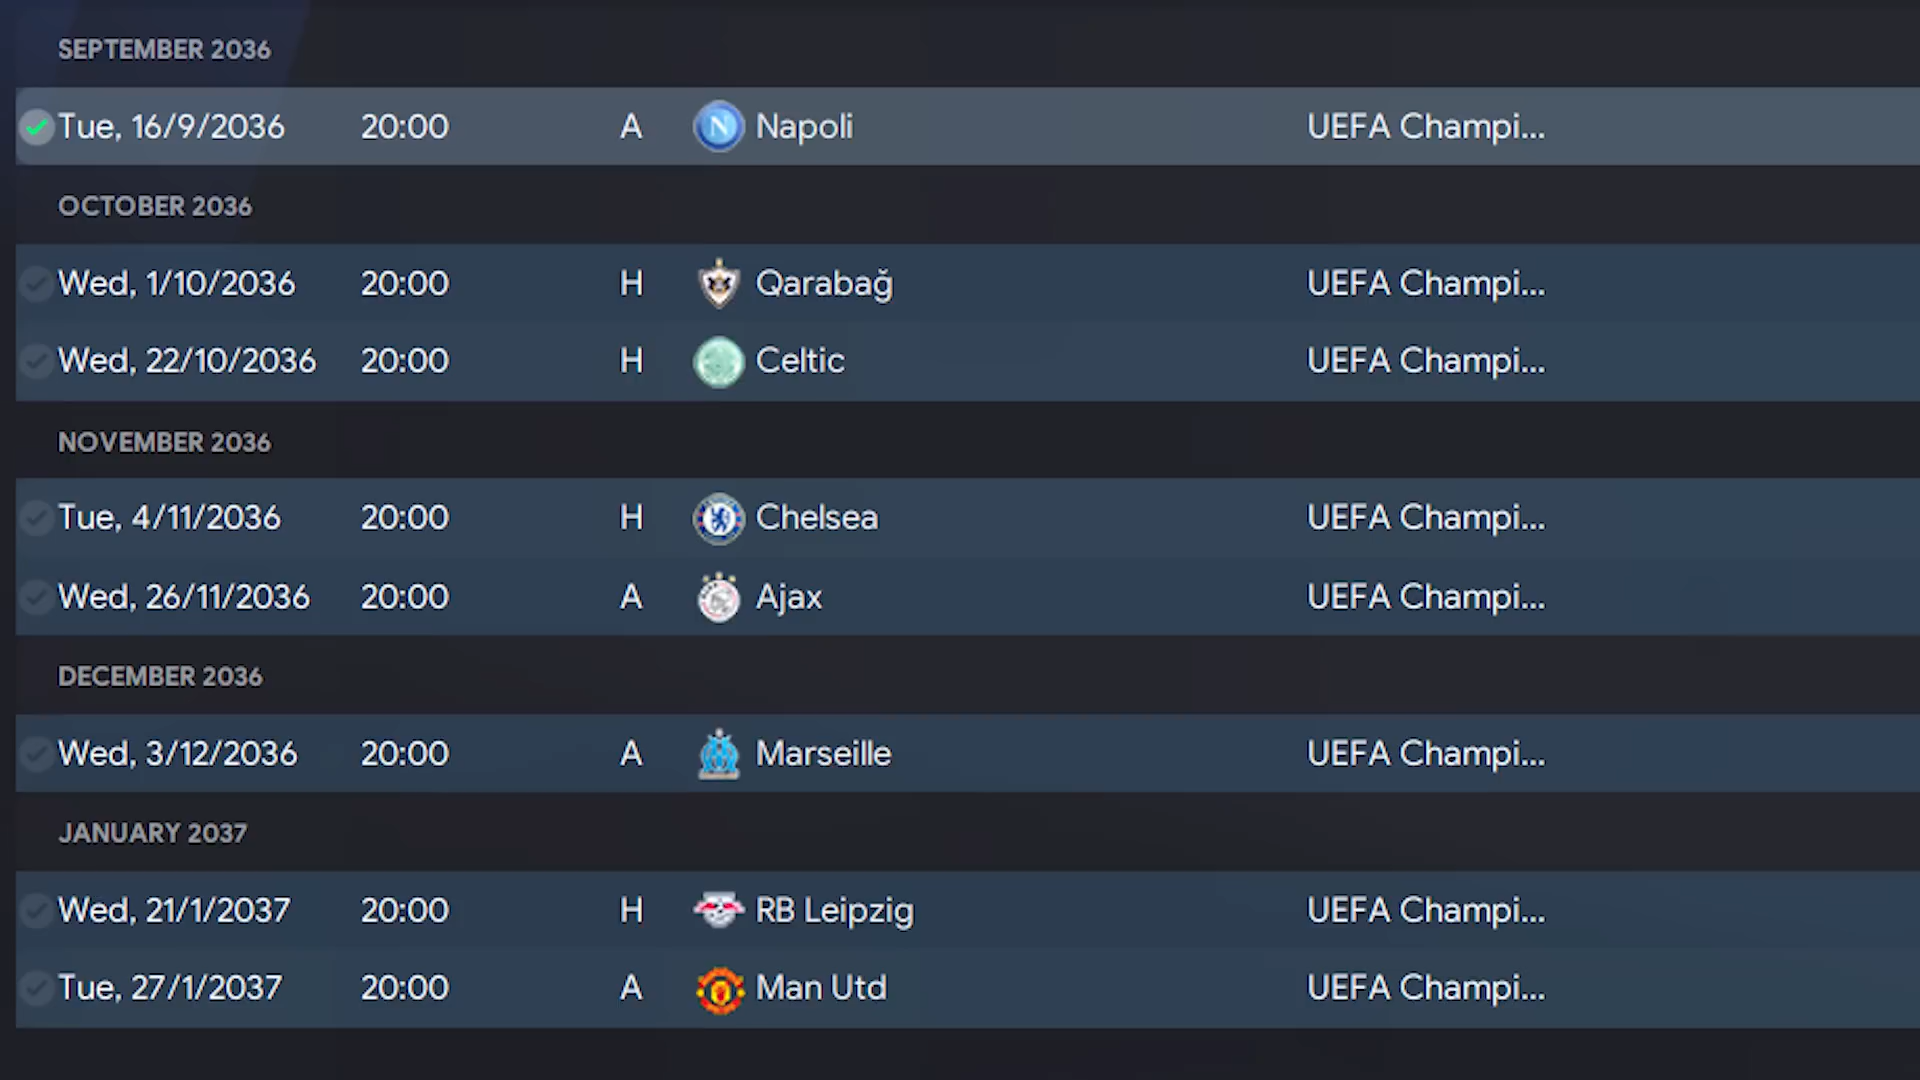 SEPTEMBER 2036
Tue, 16/9/2036 20:00 A N Napoli UEFA Champi...
OCTOBER 2036
Wed, 1/10/2036 20:00 H Qarabağ UEFA Champi...
Wed, 22/10/2036 20:00 H Celtic UEFA Champi...
NOVEMBER 2036
Tue, 4/11/2036 20:00 H Chelsea UEFA Champi...
Wed, 26/11/2036 20:00 A Ajax UEFA Champi...
DECEMBER 2036
Wed, 3/12/2036 20:00 A Marseille UEFA Champi...
JANUARY 2037
Wed, 21/1/2037 20:00 H RB Leipzig UEFA Champi...
Tue, 27/1/2037 20:00 A Man Utd UEFA Champi...